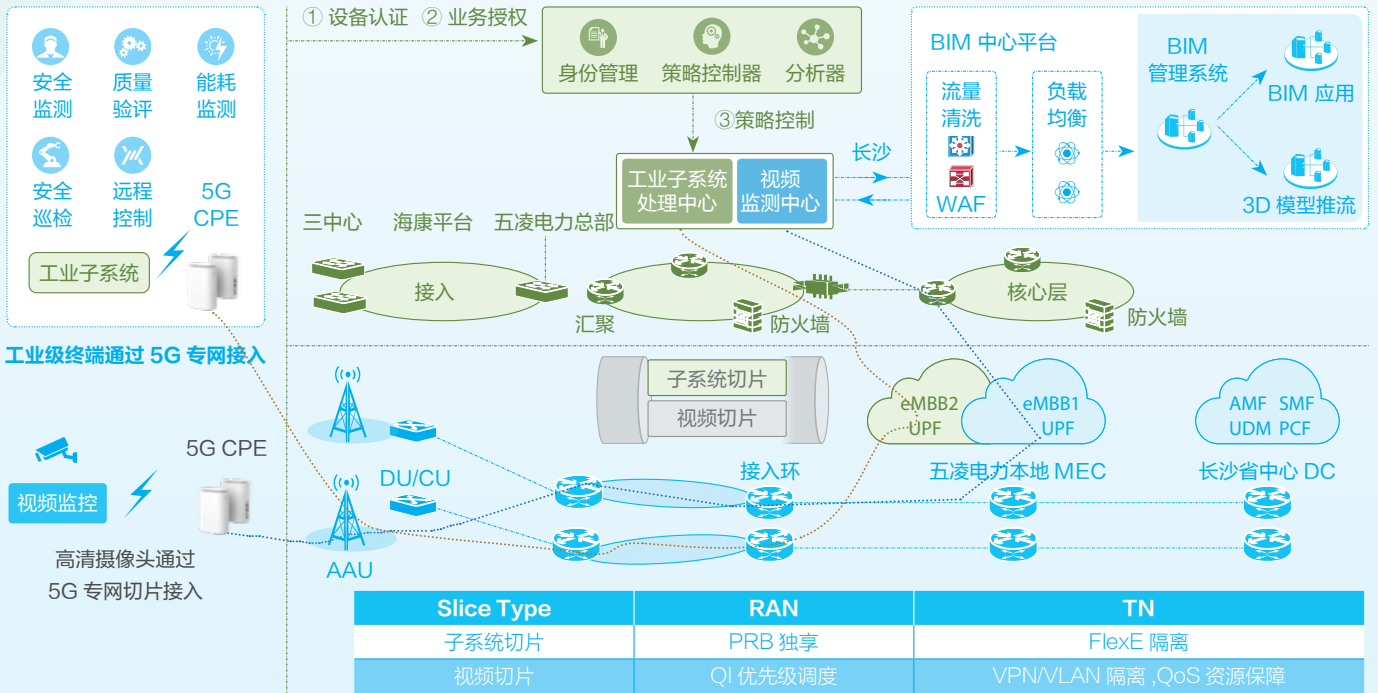 安全
监测
质量
验评
能耗
监测
安全
巡检
远程
控制
5G
CPE
工业子系统
工业级终端通过 5G 专网接入
视频监控
5G CPE
高清摄像头通过
5G 专网切片接入
① 设备认证 ② 业务授权
身份管理
策略控制器
分析器
③策略控制
工业子系统
处理中心
视频
监测中心
长沙
BIM 中心平台
流量
清洗
WAF
负载
均衡
BIM
管理系统
BIM 应用
3D 模型推流
三中心
海康平台
五凌电力总部
接入
汇聚
防火墙
核心层
防火墙
子系统切片
视频切片
eMBB2
UPF
eMBB1
UPF
AMF SMF
UDM PCF
DU/CU
接入环
五凌电力本地 MEC
长沙省中心 DC
AAU
Slice Type RAN TN
子系统切片 PRB 独享 FlexE 隔离
视频切片 QI 优先级调度 VPN/VLAN 隔离 ,QoS 资源保障